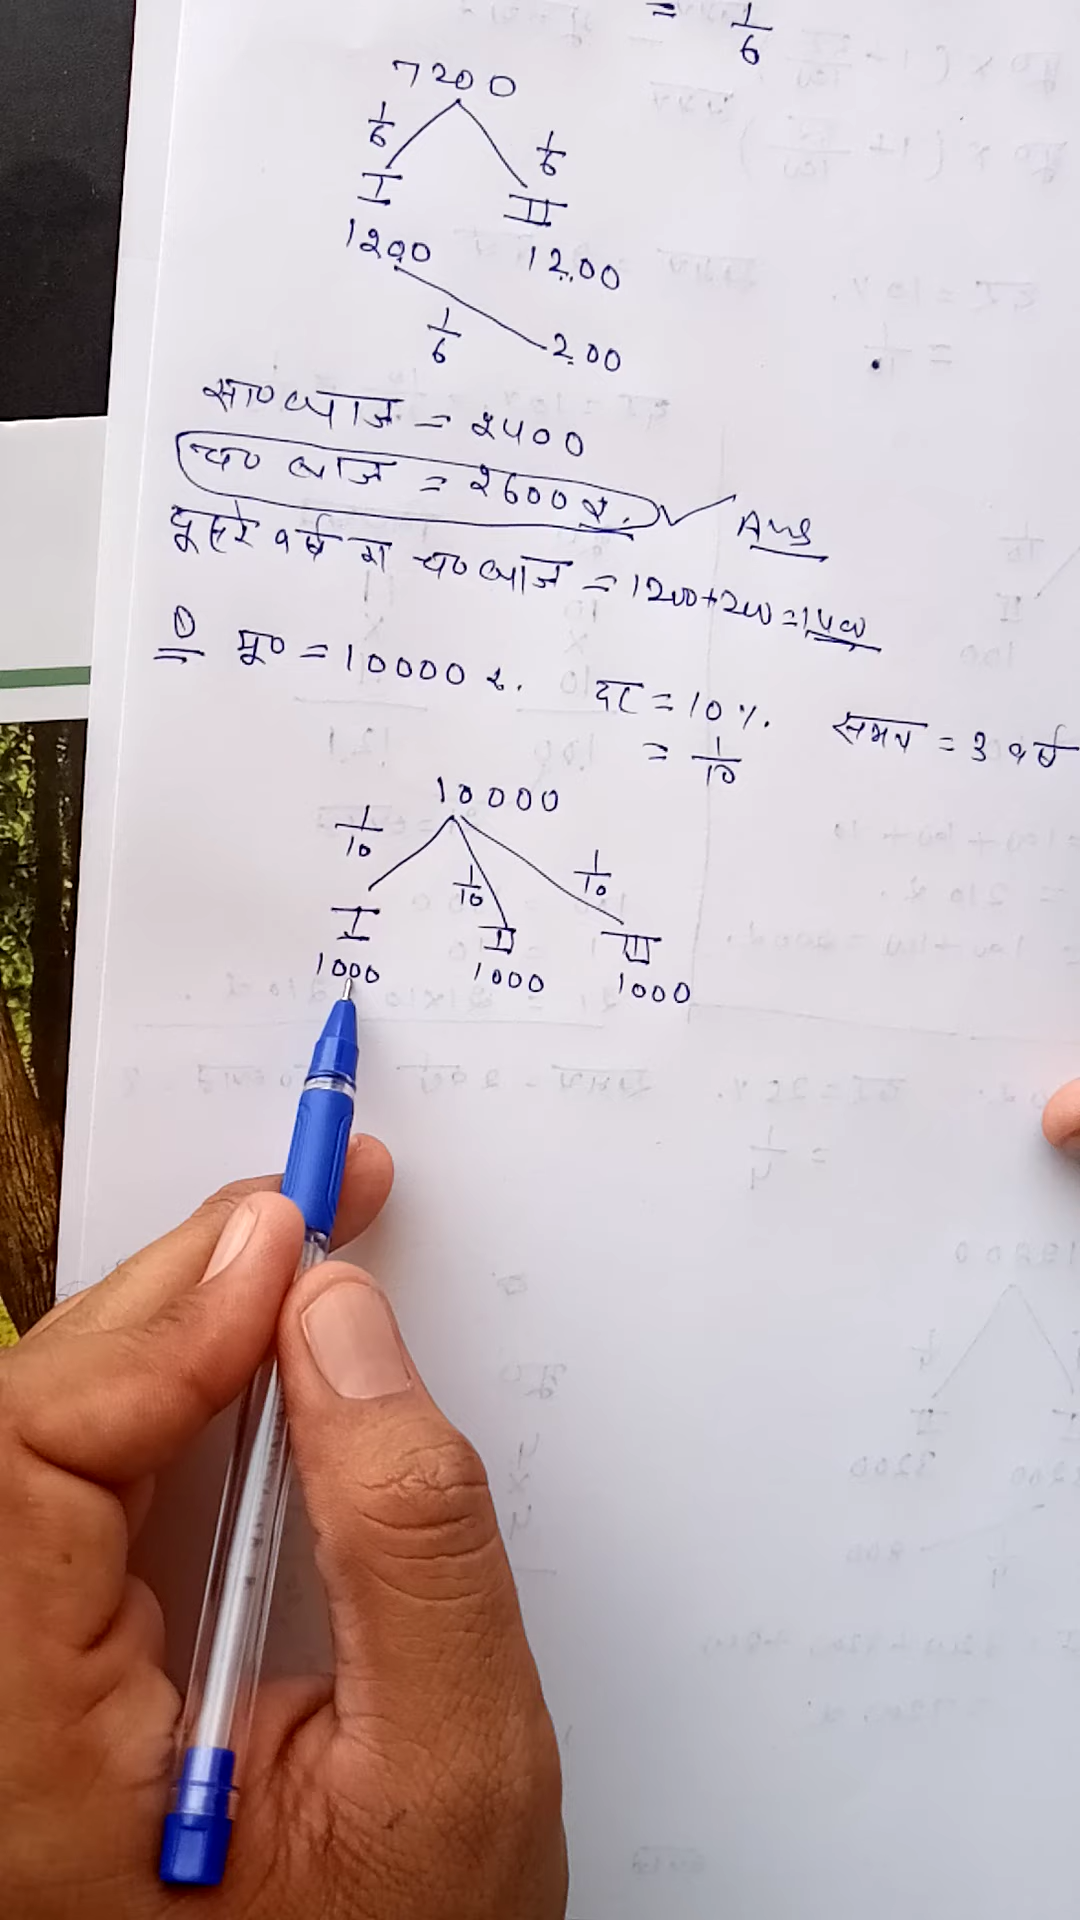 = 1/6
7200
1/6 1/6
I II
1200 1200
1/6 200
सा० ब्याज = 2400
च० ब्याज = 2600 रु. Ans
दूसरे वर्ष का च० ब्याज = 1200+200=1400
① मू० = 10000 रु. दर = 10%. समय = 3 वर्ष
= 1/10
10000
1/10 1/10 1/10
I II III
1000 1000 1000